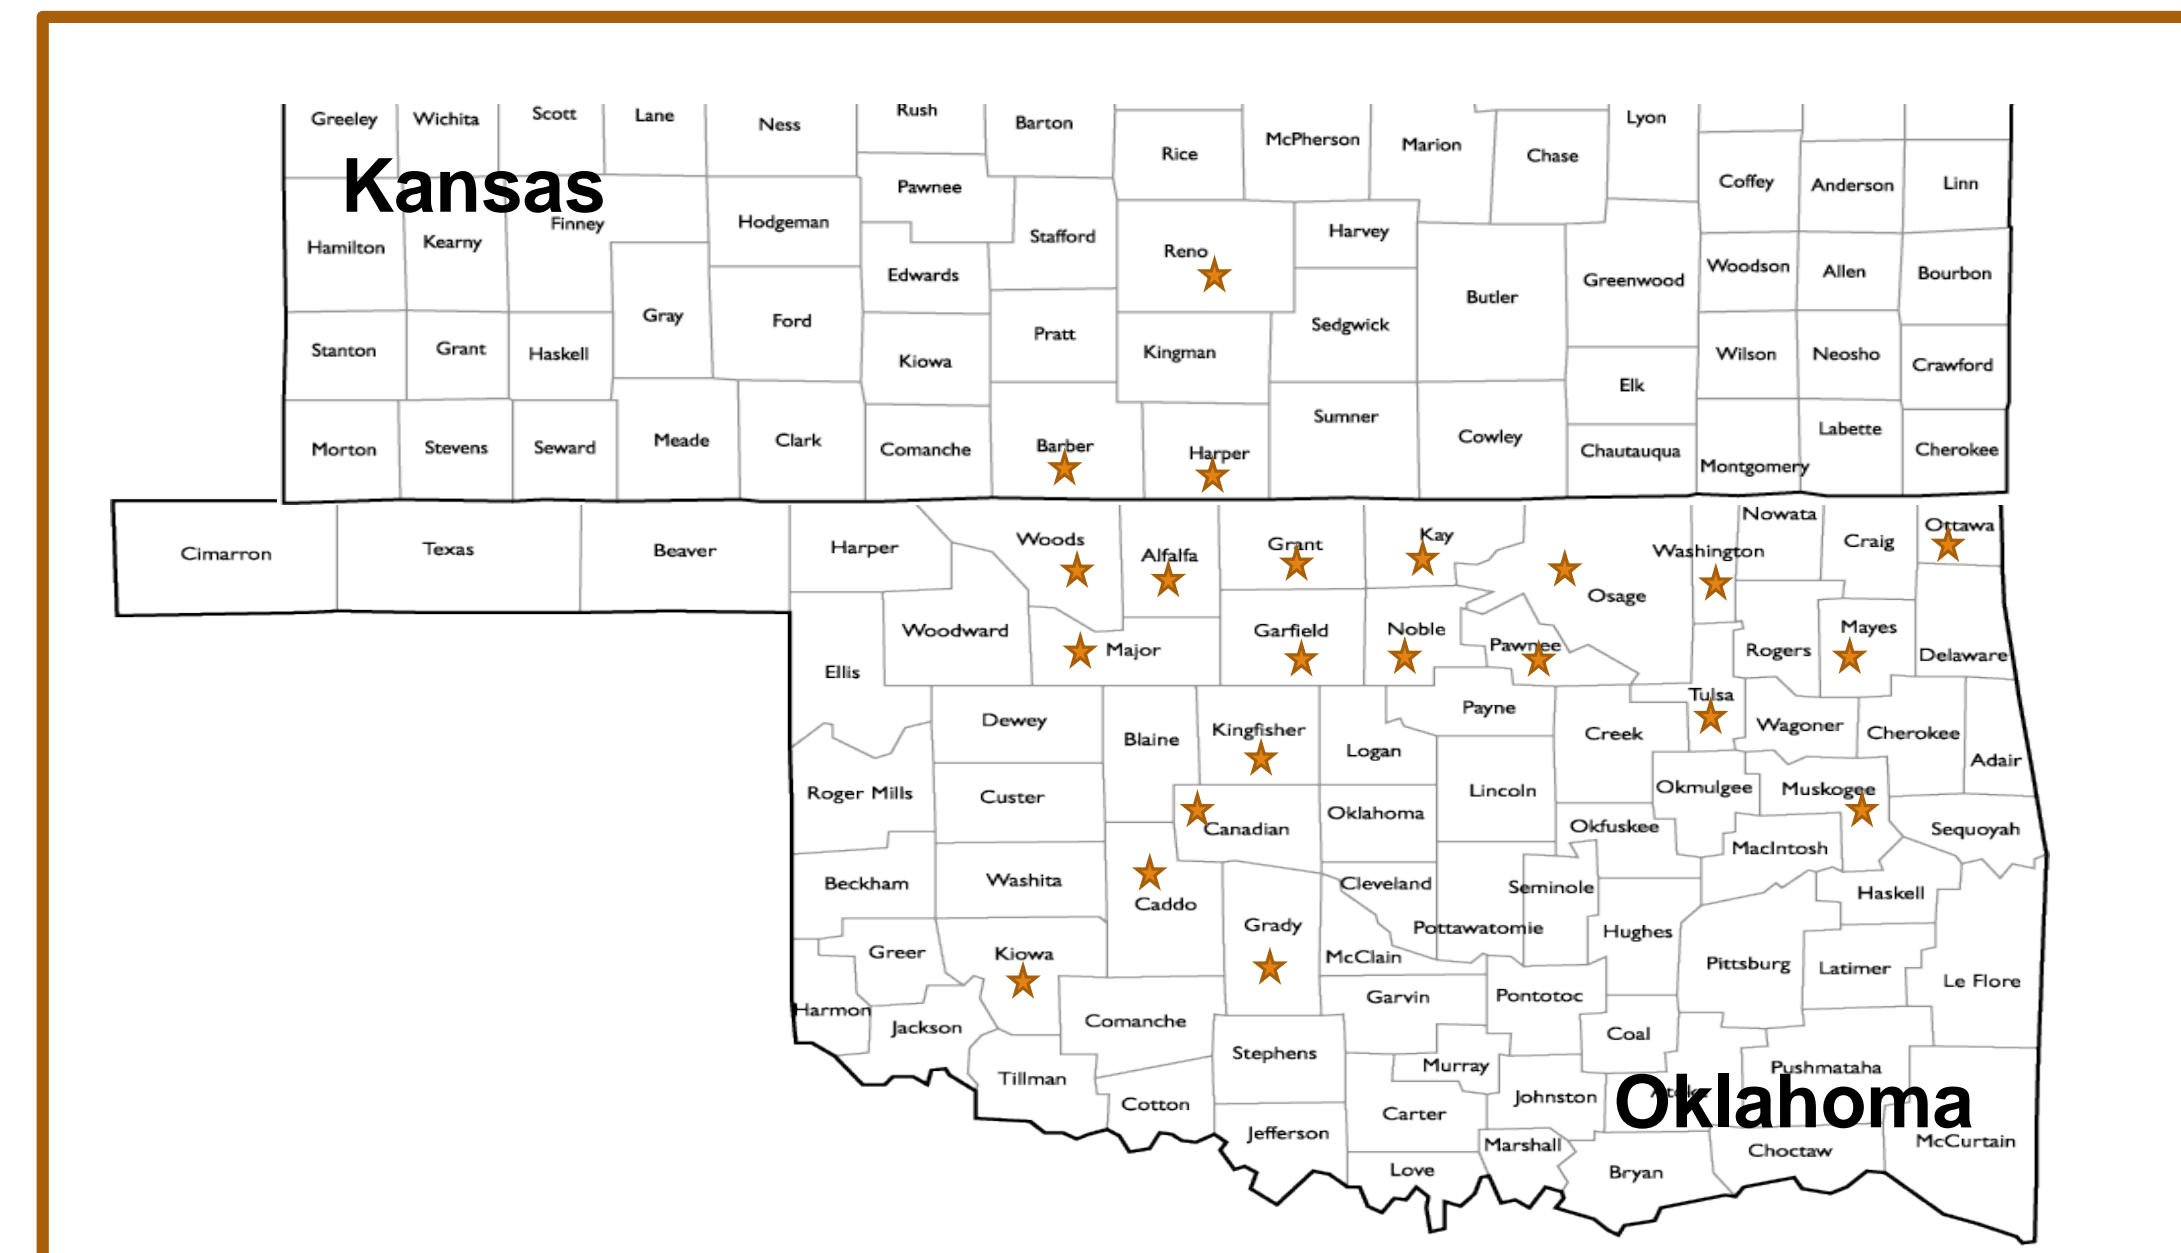 Greeley Wichita Scott Lane Ness Rush Barton Rice McPherson Marion Chase Lyon
Coffey Anderson Linn
Kansas
Pawnee
Hamilton Kearny Finney Hodgeman Stafford Reno Harvey
Edwards Greenwood Woodson Allen Bourbon
Gray Ford Butler
Stanton Grant Haskell Kiowa Pratt Kingman Sedgwick Wilson Neosho Crawford
Elk
Morton Stevens Seward Meade Clark Comanche Barber Harper Sumner Cowley Chautauqua Montgomery Labette Cherokee
Cimarron Texas Beaver Harper Woods Alfalfa Grant Kay Osage Washington Nowata Craig Ottawa
Ellis Woodward Major Garfield Noble Pawnee Rogers Mayes Delaware
Dewey Blaine Kingfisher Logan Payne Creek Tulsa Wagoner Cherokee Adair
Roger Mills Custer Canadian Oklahoma Lincoln Okfuskee Okmulgee Muskogee Sequoyah
MacIntosh
Beckham Washita Caddo Cleveland Seminole Haskell
Greer Kiowa Grady McClain Pottawatomie Hughes Pittsburg Latimer Le Flore
Harmon Jackson Comanche Garvin Pontotoc Coal
Tillman Stephens Murray Pushmataha
Cotton Carter Johnston
Oklahoma
Jefferson Marshall Choctaw McCurtain
Love Bryan